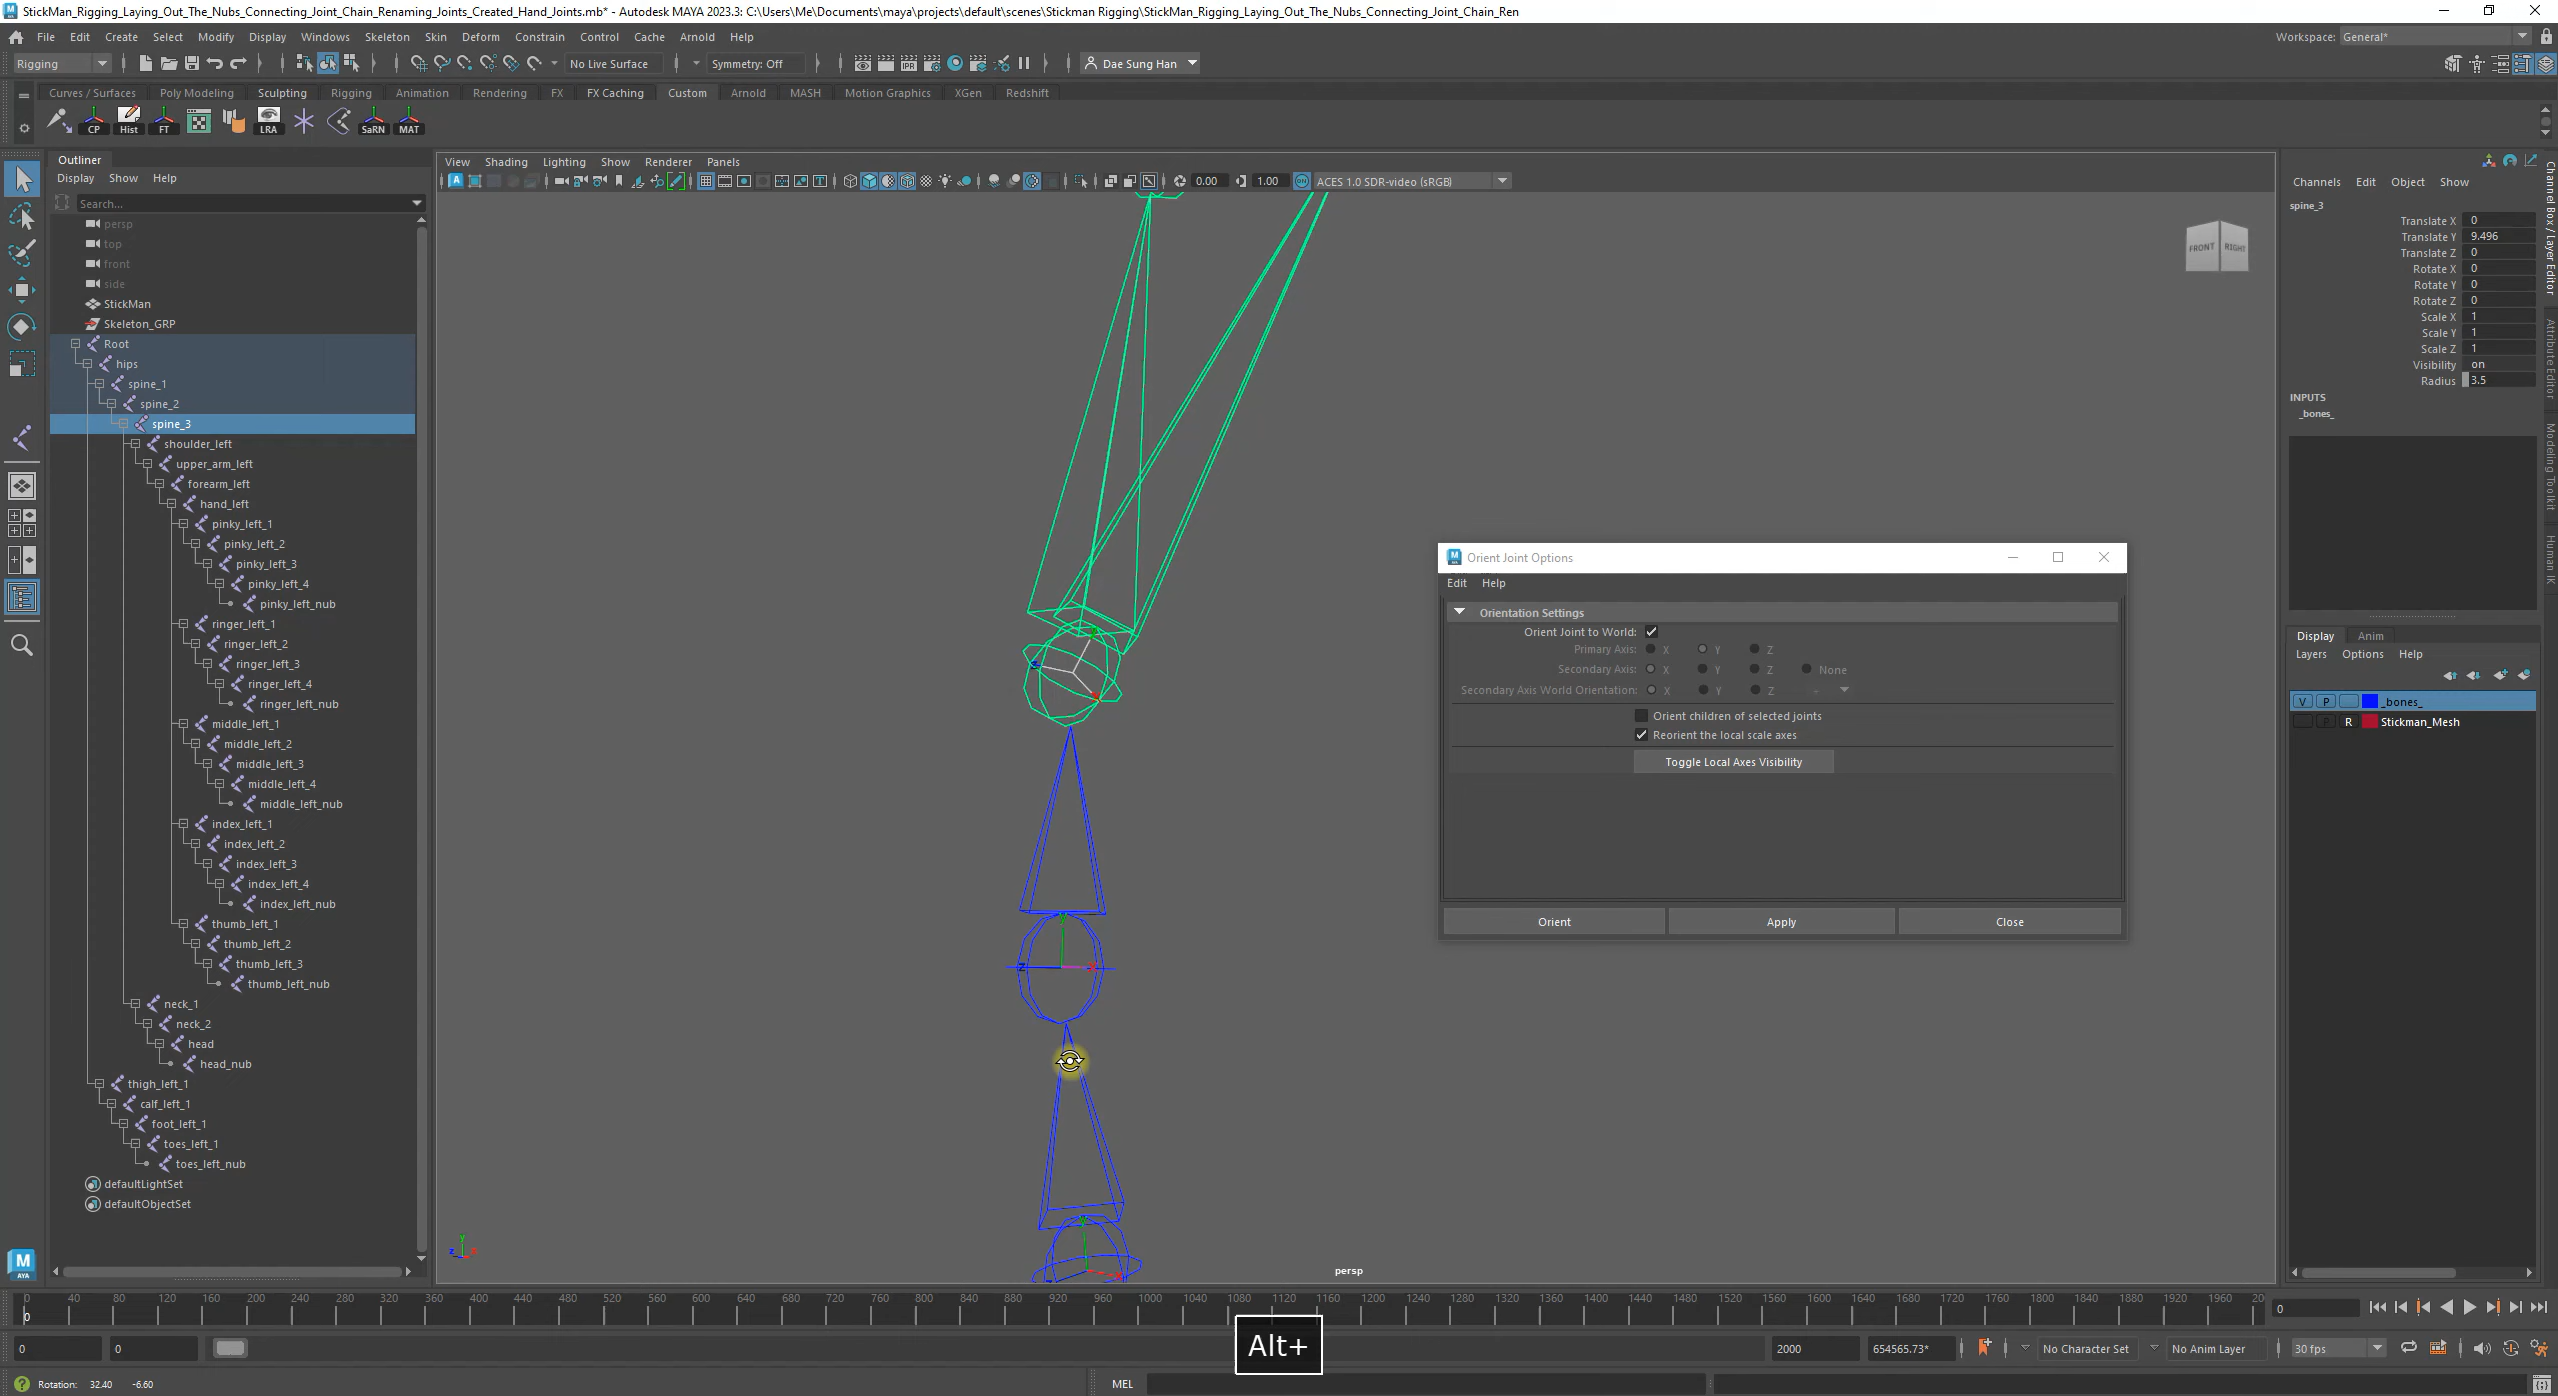 StickMan_Rigging_Laying_Out_The_Nubs_Connecting_Joint_Chain_Renaming_Joints_Created_Hand_Joints.mb* - Autodesk MAYA 2023.3: C:\Users\Me\Documents\maya\projects\default\scenes\Stickman Rigging\StickMan_Rigging_Laying_Out_The_Nubs_Connecting_Joint_Chain_Ren
File Edit Create Select Modify Display Windows Skeleton Skin Deform Constrain Control Cache Arnold Help
Workspace: General*
Rigging
No Live Surface
Symmetry: Off
Dae Sung Han
Curves / Surfaces Poly Modeling Sculpting Rigging Animation Rendering FX FX Caching Custom Arnold MASH Motion Graphics XGen Redshift
CP Hist FT LRA SaRN MAT
Outliner
Display Show Help
Search...
persp
top
front
side
StickMan
Skeleton_GRP
Root
hips
spine_1
spine_2
spine_3
shoulder_left
upper_arm_left
forearm_left
hand_left
pinky_left_1
pinky_left_2
pinky_left_3
pinky_left_4
pinky_left_nub
ringer_left_1
ringer_left_2
ringer_left_3
ringer_left_4
ringer_left_nub
middle_left_1
middle_left_2
middle_left_3
middle_left_4
middle_left_nub
index_left_1
index_left_2
index_left_3
index_left_4
index_left_nub
thumb_left_1
thumb_left_2
thumb_left_3
thumb_left_nub
neck_1
neck_2
head
head_nub
thigh_left_1
calf_left_1
foot_left_1
toes_left_1
toes_left_nub
defaultLightSet
defaultObjectSet
View Shading Lighting Show Renderer Panels
0.00 1.00 ACES 1.0 SDR-video (sRGB)
FRONT RIGHT
persp
Orient Joint Options
Edit Help
Orientation Settings
Orient Joint to World:
Primary Axis: X Y Z
Secondary Axis: X Y Z None
Secondary Axis World Orientation: X Y Z
Orient children of selected joints
Reorient the local scale axes
Toggle Local Axes Visibility
Orient Apply Close
Channels Edit Object Show
spine_3
Translate X 0
Translate Y 9.496
Translate Z 0
Rotate X 0
Rotate Y 0
Rotate Z 0
Scale X 1
Scale Y 1
Scale Z 1
Visibility on
Radius 3.5
INPUTS
_bones_
Channel Box / Layer Editor
Attribute Editor
Modeling Toolkit
Human IK
Display Anim
Layers Options Help
V P _bones_
P R Stickman_Mesh
0 40 80 120 160 200 240 280 320 360 400 440 480 520 560 600 640 680 720 760 800 840 880 920 960 1000 1040 1080 1120 1160 1200 1240 1280 1320 1360 1400 1440 1480 1520 1560 1600 1640 1680 1720 1760 1800 1840 1880 1920 1960 20
0
0
Alt+
0 0 2000 654565.73* No Character Set No Anim Layer 30 fps
Rotation: 32.40 -6.60
MEL